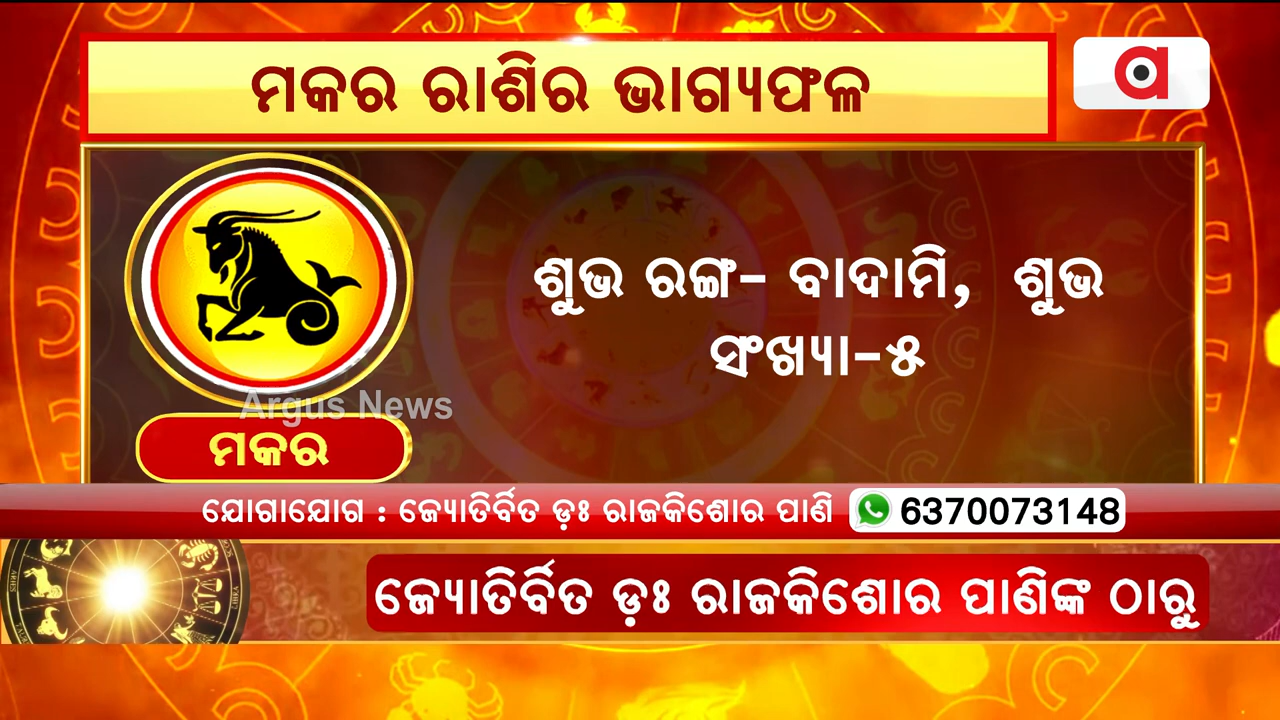 ମକର ରାଶିର ଭାଗ୍ୟଫଳ
a
ଶୁଭ ରଙ୍ଗ- ବାଦାମି, ଶୁଭ
ସଂଖ୍ୟା-୫
Argus News
ମକର
ଯୋଗାଯୋଗ : ଜ୍ୟୋତିର୍ବିତ ଡ଼ଃ ରାଜକିଶୋର ପାଣି 6370073148
ଜ୍ୟୋତିର୍ବିତ ଡ଼ଃ ରାଜକିଶୋର ପାଣିଙ୍କ ଠାରୁ